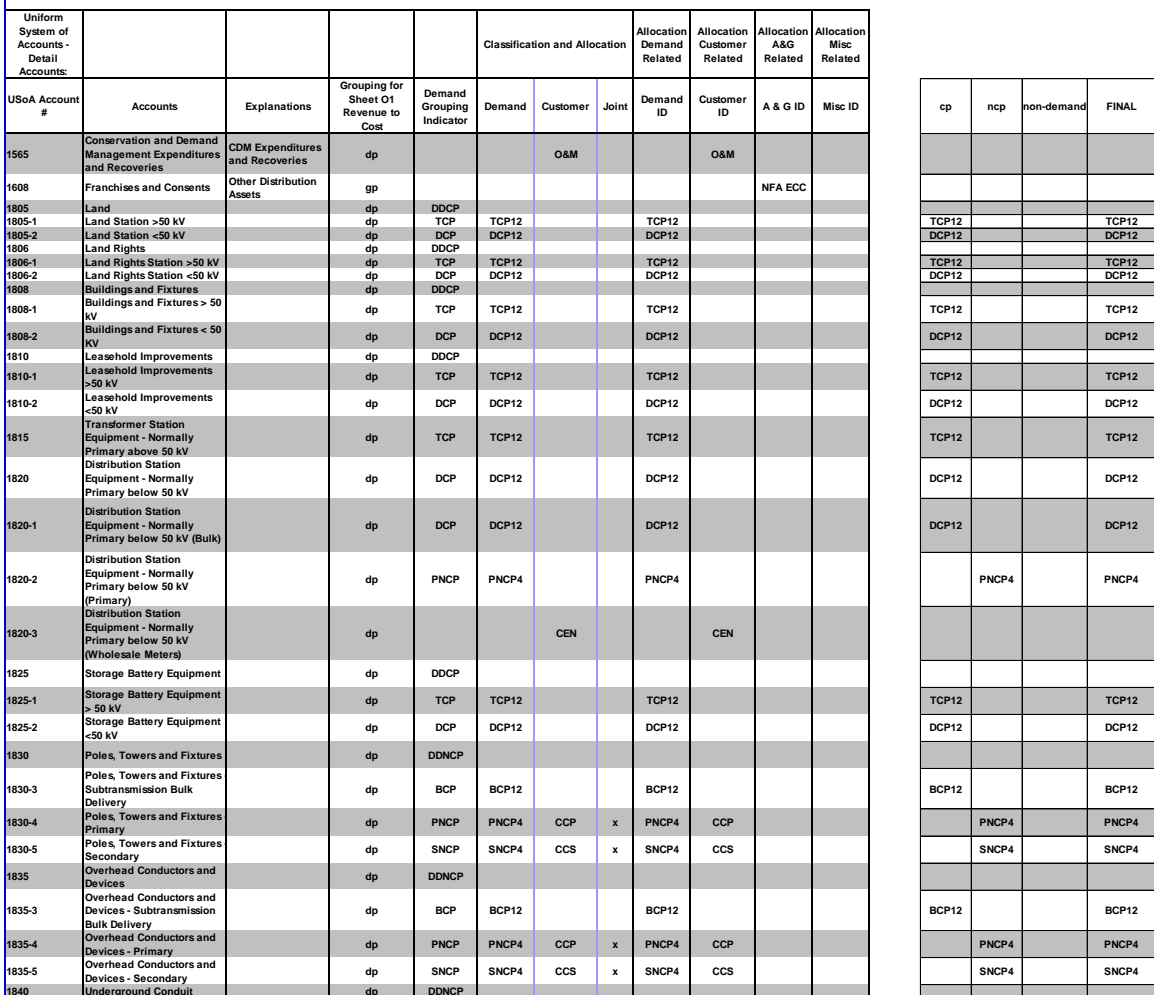 Uniform System of Accounts - Detail Accounts: Classification and Allocation Allocation Demand Related Allocation Customer Related Allocation A&G Related Allocation Misc Related
USoA Account # Accounts Explanations Grouping for Sheet O1 Revenue to Cost Demand Grouping Indicator Demand Customer Joint Demand ID Customer ID A & G ID Misc ID cp ncp non-demand FINAL
1565 Conservation and Demand Management Expenditures and Recoveries CDM Expenditures and Recoveries dp O&M O&M
1608 Franchises and Consents Other Distribution Assets gp NFA ECC
1805 Land dp DDCP
1805-1 Land Station >50 kV dp TCP TCP12 TCP12 TCP12 TCP12
1805-2 Land Station <50 kV dp DCP DCP12 DCP12 DCP12 DCP12
1806 Land Rights dp DDCP
1806-1 Land Rights Station >50 kV dp TCP TCP12 TCP12 TCP12 TCP12
1806-2 Land Rights Station <50 kV dp DCP DCP12 DCP12 DCP12 DCP12
1808 Buildings and Fixtures dp DDCP
1808-1 Buildings and Fixtures > 50 kV dp TCP TCP12 TCP12 TCP12 TCP12
1808-2 Buildings and Fixtures < 50 KV dp DCP DCP12 DCP12 DCP12 DCP12
1810 Leasehold Improvements dp DDCP
1810-1 Leasehold Improvements >50 kV dp TCP TCP12 TCP12 TCP12 TCP12
1810-2 Leasehold Improvements <50 kV dp DCP DCP12 DCP12 DCP12 DCP12
1815 Transformer Station Equipment - Normally Primary above 50 kV dp TCP TCP12 TCP12 TCP12 TCP12
1820 Distribution Station Equipment - Normally Primary below 50 kV dp DCP DCP12 DCP12 DCP12 DCP12
1820-1 Distribution Station Equipment - Normally Primary below 50 kV (Bulk) dp DCP DCP12 DCP12 DCP12 DCP12
1820-2 Distribution Station Equipment - Normally Primary below 50 kV (Primary) dp PNCP PNCP4 PNCP4 PNCP4 PNCP4
1820-3 Distribution Station Equipment - Normally Primary below 50 kV (Wholesale Meters) dp CEN CEN
1825 Storage Battery Equipment dp DDCP
1825-1 Storage Battery Equipment > 50 kV dp TCP TCP12 TCP12 TCP12 TCP12
1825-2 Storage Battery Equipment <50 kV dp DCP DCP12 DCP12 DCP12 DCP12
1830 Poles, Towers and Fixtures dp DDNCP
1830-3 Poles, Towers and Fixtures Subtransmission Bulk Delivery dp BCP BCP12 BCP12 BCP12 BCP12
1830-4 Poles, Towers and Fixtures Primary dp PNCP PNCP4 CCP x PNCP4 CCP PNCP4 PNCP4
1830-5 Poles, Towers and Fixtures Secondary dp SNCP SNCP4 CCS x SNCP4 CCS SNCP4 SNCP4
1835 Overhead Conductors and Devices dp DDNCP
1835-3 Overhead Conductors and Devices - Subtransmission Bulk Delivery dp BCP BCP12 BCP12 BCP12 BCP12
1835-4 Overhead Conductors and Devices - Primary dp PNCP PNCP4 CCP x PNCP4 CCP PNCP4 PNCP4
1835-5 Overhead Conductors and Devices - Secondary dp SNCP SNCP4 CCS x SNCP4 CCS SNCP4 SNCP4
1840 Underground Conduit dp DDNCP